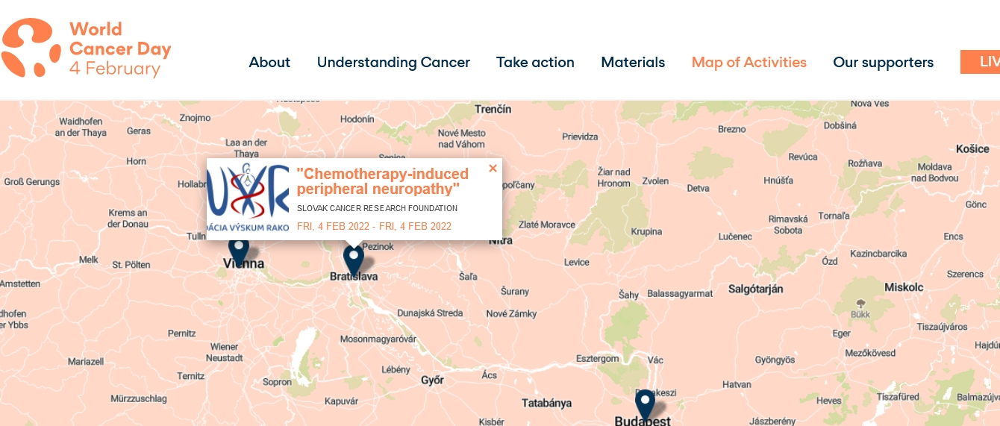 World
Cancer Day
4 February
About
Understanding Cancer
Take action
Materials
Map of Activities
Our supporters
LIV
Trenčín
Nová Ves
Waidhofen
an der Thaya
Geras
Znojmo
Hodonín
Nové Mesto
nad Váhom
Prievidza
Brezno
Dobšiná
Košice
Laa an der
Thaya
Horn
Senica
Revúca
Rožňava
Moldava
nad Bodvou
Groß Gerungs
Hollabr
"Chemotherapy-induced
peripheral neuropathy"
SLOVAK CANCER RESEARCH FOUNDATION
FRI, 4 FEB 2022 - FRI, 4 FEB 2022
DÁCIA VÝSKUM RAKO
poľčany
Žiar nad
Hronom
Zvolen
Detva
Hnúšťa
Gönc
Krems an
der Donau
Zlaté Moravce
Krupina
Rimavská
Sobota
Tornaľa
Tulln
Pezinok
Nitra
Lučenec
Encs
Melk
St. Pölten
Vienna
Bratislava
Šaľa
Levice
Ózd
Kazincbarcika
Szerencs
Amstetten
Šurany
Šahy
Balassagyarmat
Salgótarján
Miskolc
dhofen
er Ybbs
Dunajská Streda
Nové Zámky
Bükk
Tiszaújváros
Pernitz
Mosonmagyaróvár
Eger
Wiener
Neustadt
Mezőkövesd
Hajdú
Mariazell
Lébény
Ács
Esztergom
Vác
Gyöngyös
Ternitz
Sopron
Győr
Hatvan
Mürzzuschlag
Kapuvár
Tatabánya
Tiszafüred
Balmazújv
Heves
Kisbér
Budapest
Jászberény